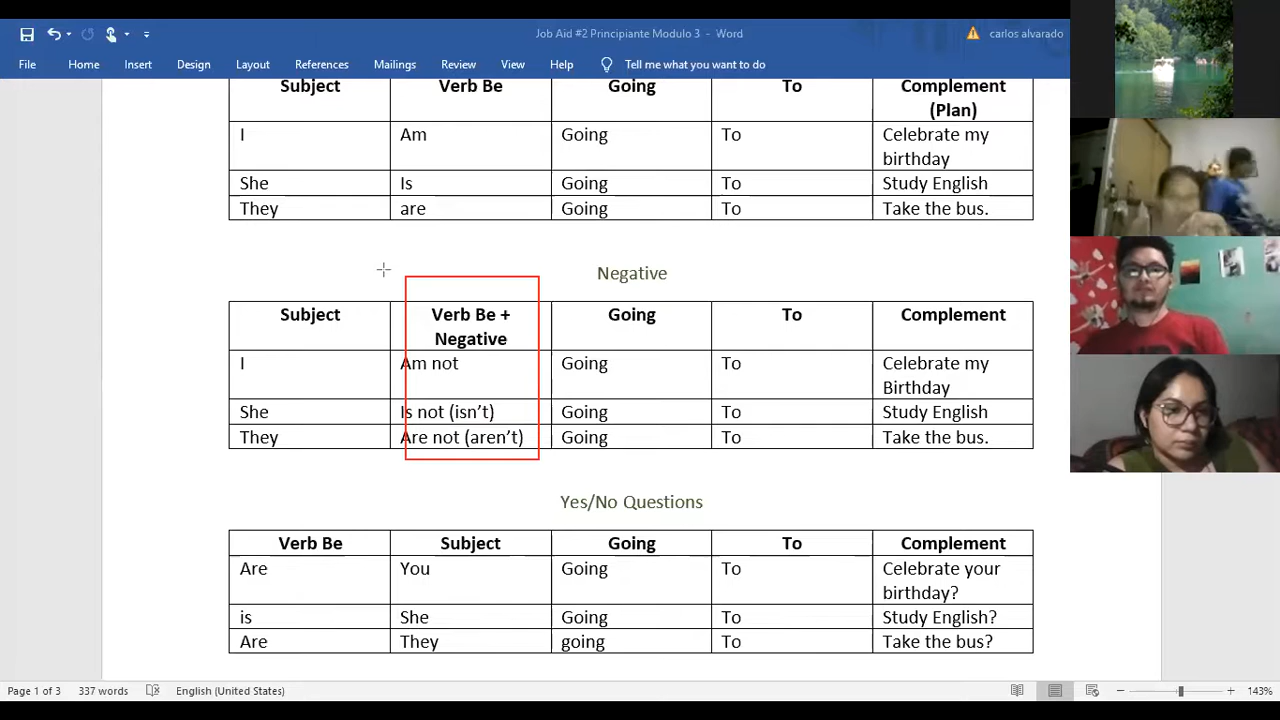 Job Aid #2 Principiante Modulo 3 - Word
carlos alvarado
File Home Insert Design Layout References Mailings Review View Help Tell me what you want to do
Subject Verb Be Going To Complement
(Plan)
I Am Going To Celebrate my
birthday
She Is Going To Study English
They are Going To Take the bus.
Negative
Subject Verb Be + Going To Complement
Negative
I Am not Going To Celebrate my
Birthday
She Is not (isn't) Going To Study English
They Are not (aren't) Going To Take the bus.
Yes/No Questions
Verb Be Subject Going To Complement
Are You Going To Celebrate your
birthday?
is She Going To Study English?
Are They going To Take the bus?
Page 1 of 3 337 words English (United States) 143%